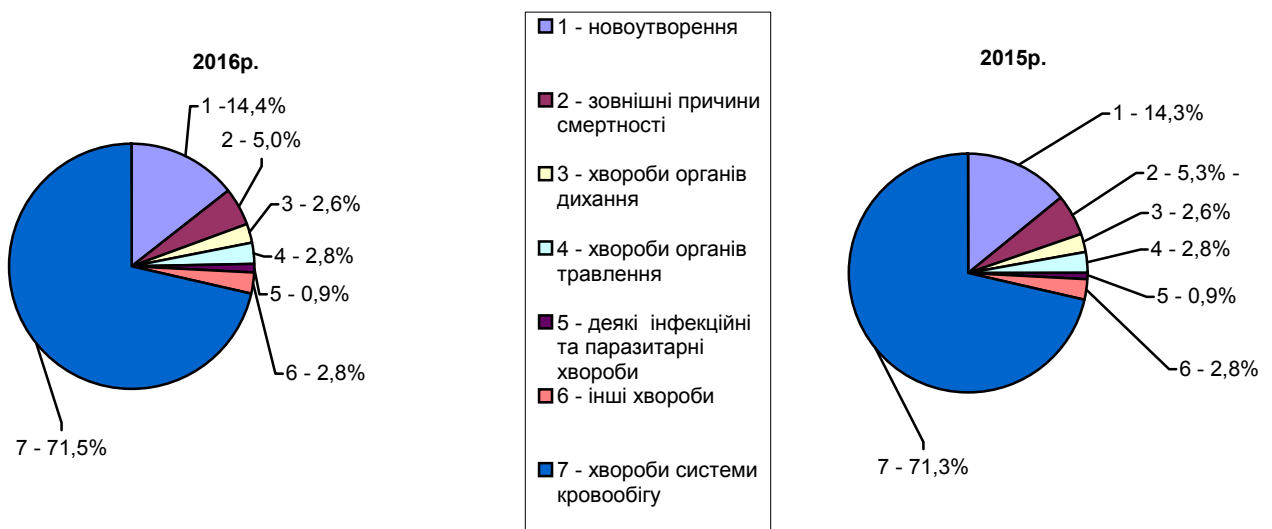 2016р.
1 -14,4%
2 - 5,0%
3 - 2,6%
4 - 2,8%
5 - 0,9%
6 - 2,8%
7 - 71,5%
1 - новоутворення
2 - зовнішні причини
смертності
3 - хвороби органів
дихання
4 - хвороби органів
травлення
5 - деякі інфекційні
та паразитарні
хвороби
6 - інші хвороби
7 - хвороби системи
кровообігу
2015р.
1 - 14,3%
2 - 5,3% -
3 - 2,6%
4 - 2,8%
5 - 0,9%
6 - 2,8%
7 - 71,3%